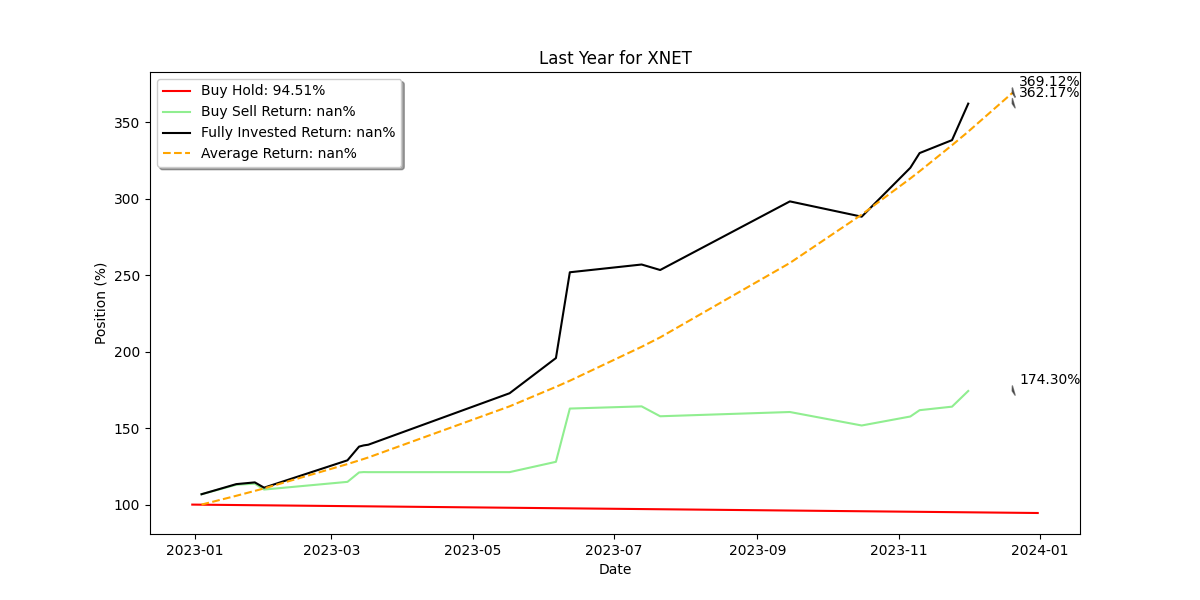 Last Year for XNET
369.12%
362.17%
Buy Hold: 94.51%
Buy Sell Return: nan%
Fully Invested Return: nan%
Average Return: nan%
350
300
250
200
150
100
Position (%)
174.30%
2023-01
2023-03
2023-05
2023-07
2023-09
2023-11
2024-01
Date